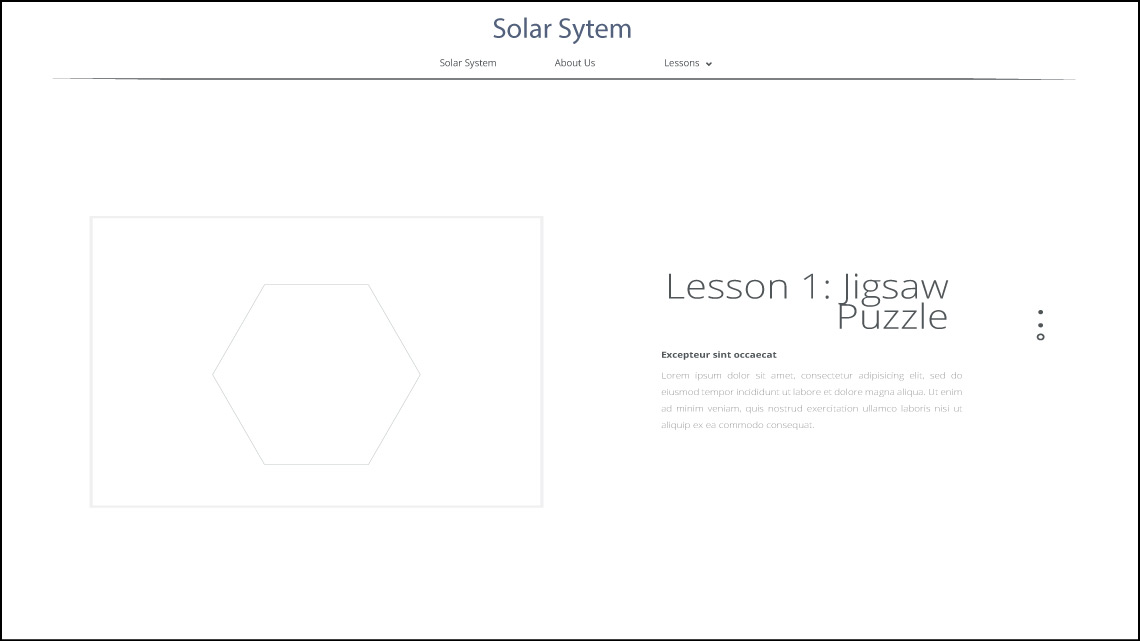 Solar Sytem
Solar System About Us Lessons
Lesson 1: Jigsaw
Puzzle
Excepteur sint occaecat
Lorem ipsum dolor sit amet, consectetur adipisicing elit, sed do
eiusmod tempor incididunt ut labore et dolore magna aliqua. Ut enim
ad minim veniam, quis nostrud exercitation ullamco laboris nisi ut
aliquip ex ea commodo consequat.